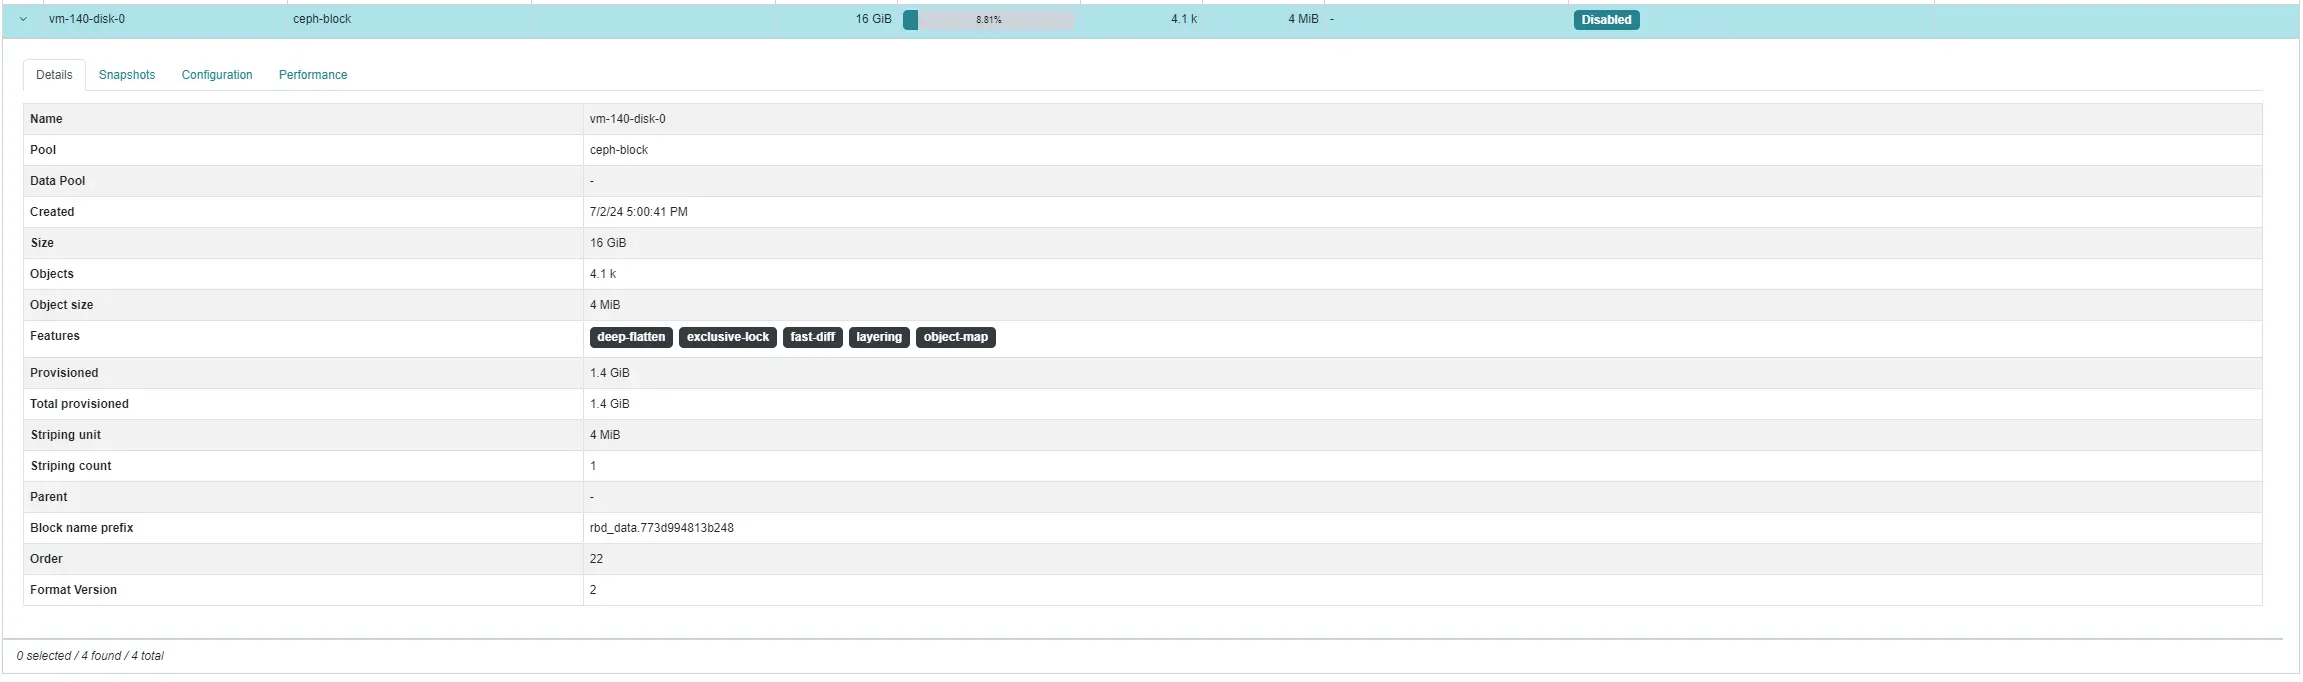 vm-140-disk-0 ceph-block 16 GiB 8.81% 4.1 k 4 MiB - Disabled
Details Snapshots Configuration Performance
Name vm-140-disk-0
Pool ceph-block
Data Pool -
Created 7/2/24 5:00:41 PM
Size 16 GiB
Objects 4.1 k
Object size 4 MiB
Features deep-flatten exclusive-lock fast-diff layering object-map
Provisioned 1.4 GiB
Total provisioned 1.4 GiB
Striping unit 4 MiB
Striping count 1
Parent -
Block name prefix rbd_data.773d994813b248
Order 22
Format Version 2
0 selected / 4 found / 4 total